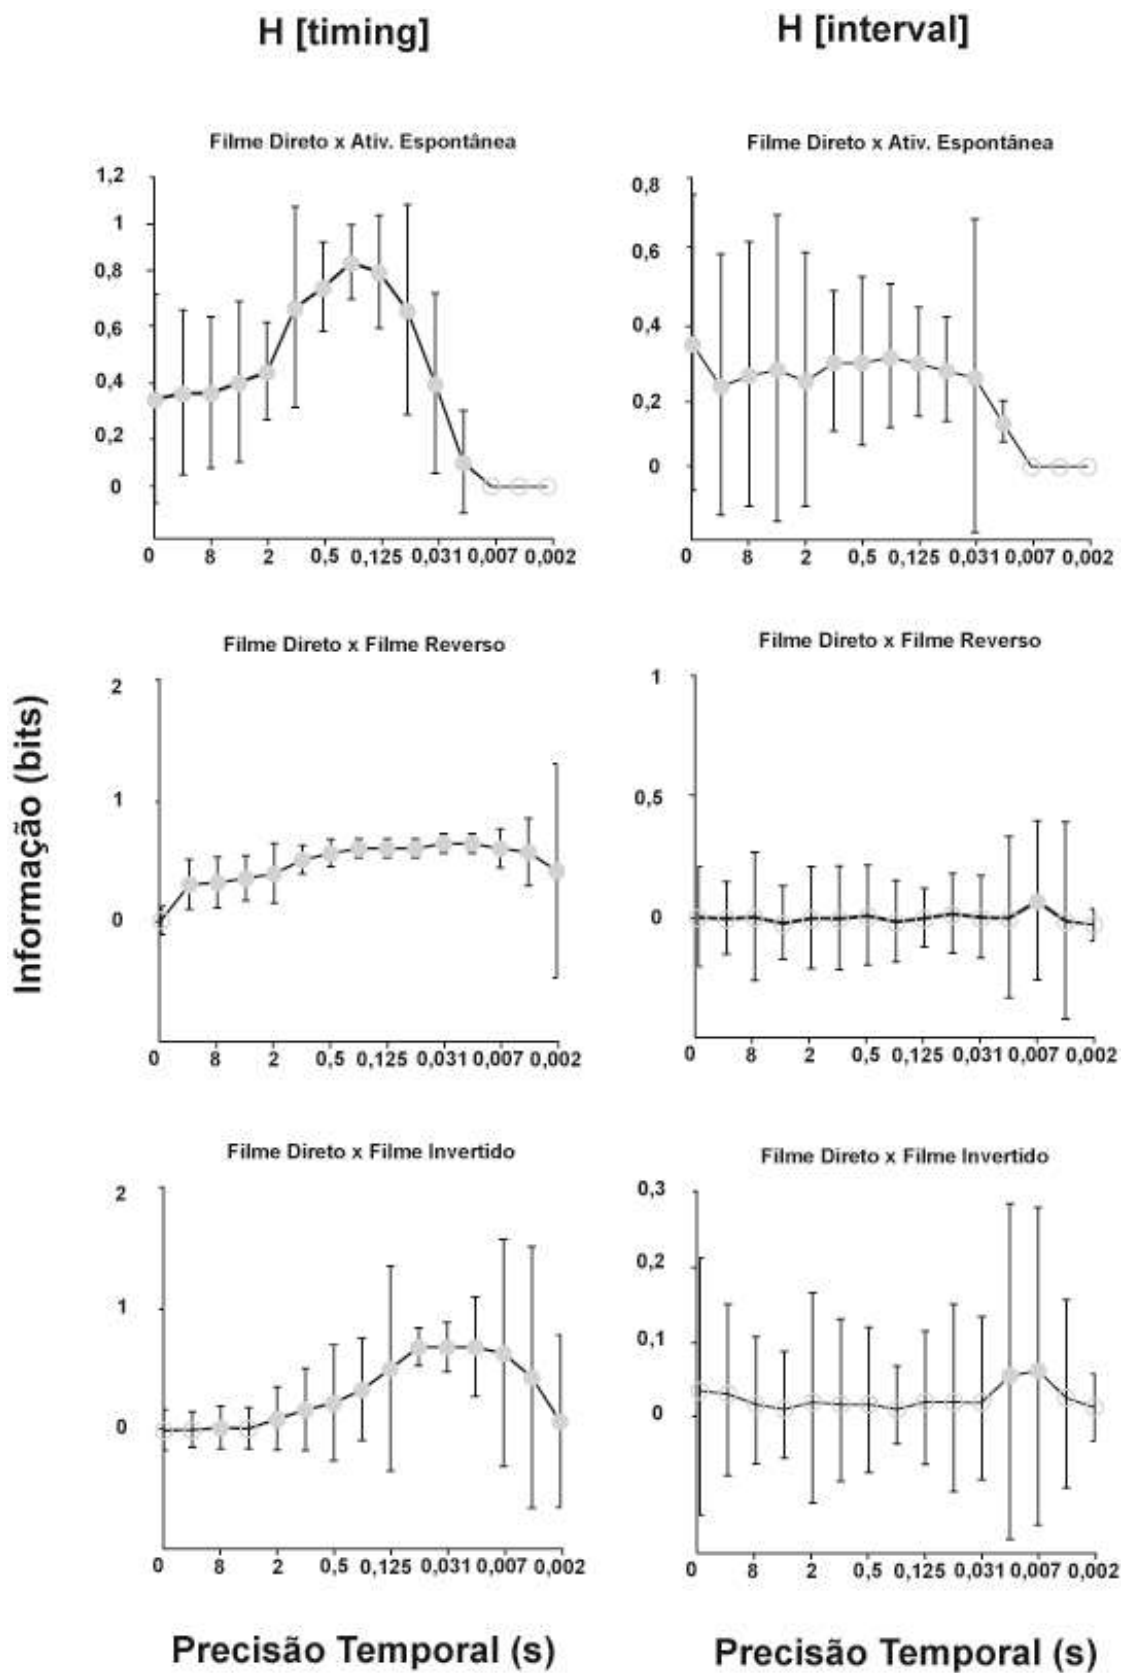 H [timing]
H [interval]
Filme Direto x Ativ. Espontânea
1,2
1
0,8
0,6
0,4
0,2
0
0 8 2 0,5 0,125 0,031 0,007 0,002
Filme Direto x Ativ. Espontânea
0,8
0,6
0,4
0,2
0
0 8 2 0,5 0,125 0,031 0,007 0,002
Informação (bits)
Filme Direto x Filme Reverso
2
1
0
0 8 2 0,5 0,125 0,031 0,007 0,002
Filme Direto x Filme Reverso
1
0,5
0
0 8 2 0,5 0,125 0,031 0,007 0,002
Filme Direto x Filme Invertido
2
1
0
0 8 2 0,5 0,125 0,031 0,007 0,002
Filme Direto x Filme Invertido
0,3
0,2
0,1
0
0 8 2 0,5 0,125 0,031 0,007 0,002
Precisão Temporal (s)
Precisão Temporal (s)